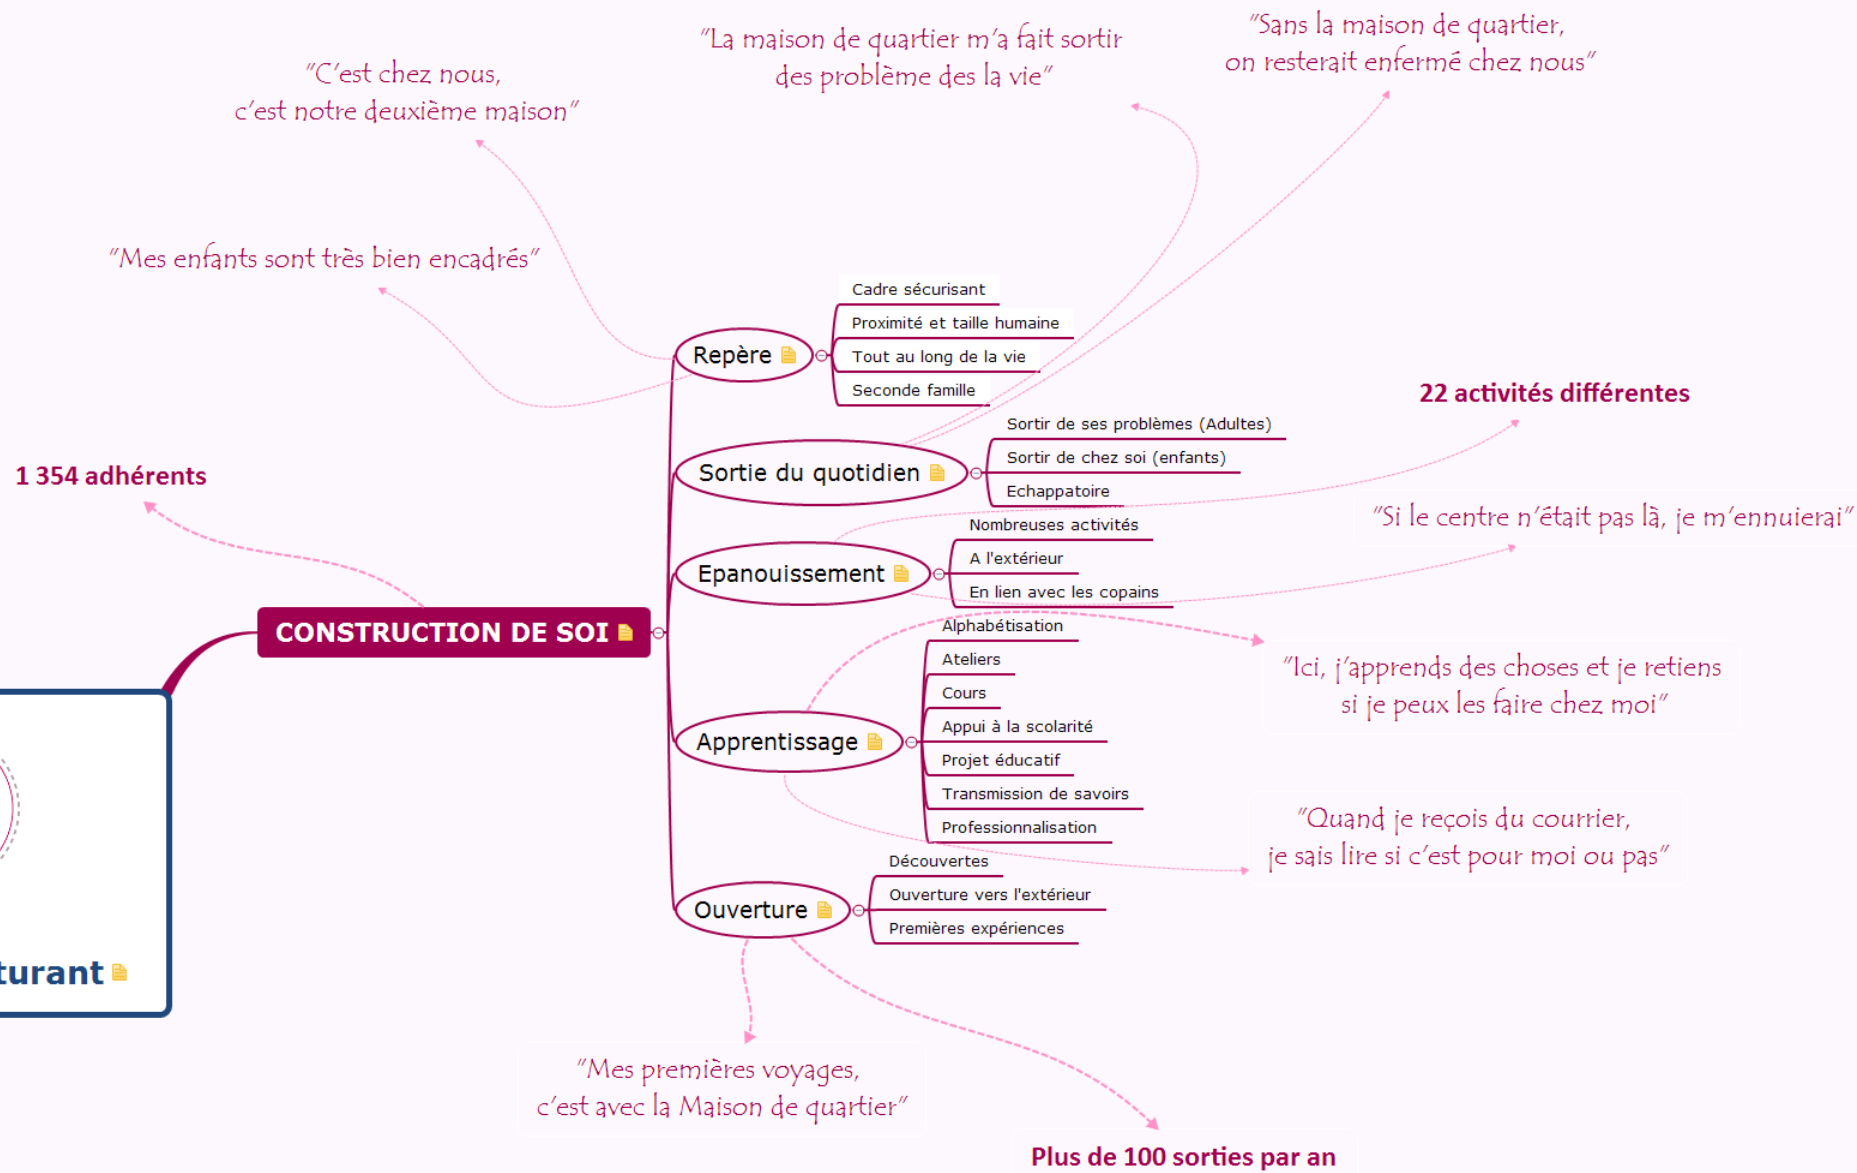 "La maison de quartier m'a fait sortir
des problème des la vie"
"Sans la maison de quartier,
on resterait enfermé chez nous"
"C'est chez nous,
c'est notre deuxième maison"
"Mes enfants sont très bien encadrés"
1 354 adhérents
CONSTRUCTION DE SOI
Repère
Cadre sécurisant
Proximité et taille humaine
Tout au long de la vie
Seconde famille
Sortie du quotidien
Sortir de ses problèmes (Adultes)
Sortir de chez soi (enfants)
Echappatoire
22 activités différentes
Epanouissement
Nombreuses activités
A l'extérieur
En lien avec les copains
"Si le centre n'était pas là, je m'ennuierai"
Apprentissage
Alphabétisation
Ateliers
Cours
Appui à la scolarité
Projet éducatif
Transmission de savoirs
Professionnalisation
"Ici, j'apprends des choses et je retiens
si je peux les faire chez moi"
"Quand je reçois du courrier,
je sais lire si c'est pour moi ou pas"
Ouverture
Découvertes
Ouverture vers l'extérieur
Premières expériences
turant
"Mes premières voyages,
c'est avec la Maison de quartier"
Plus de 100 sorties par an